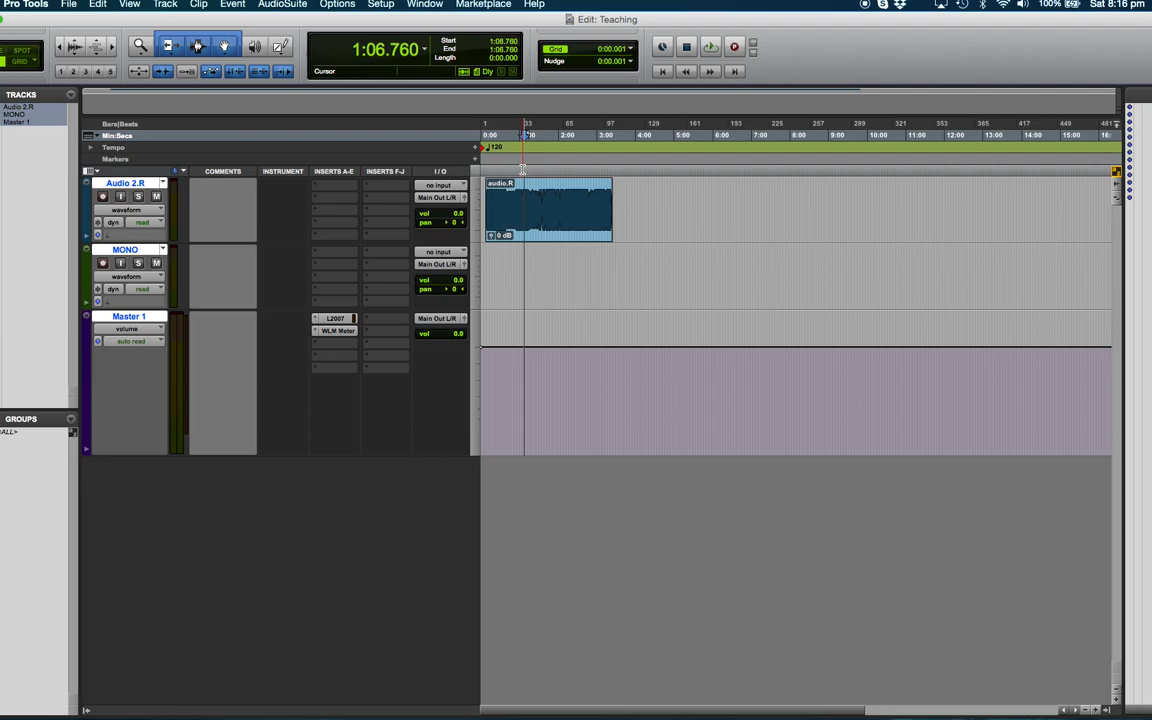 Pro Tools File Edit View Track Clip Event AudioSuite Options Setup Window Marketplace Help 100% Sat 8:16 pm
Edit: Teaching
SPOT
GRID
1 2 3 4 5
1:06.760
Start 1:06.760
End 1:06.760
Length 0:00.000
Cursor
Dly S M
Grid 0:00.001
Nudge 0:00.001
TRACKS
Audio 2.R
MONO
Master 1
Bars|Beats 1 33 65 97 129 161 193 225 257 289 321 353 385 417 449 481
Min:Secs 0:00 2:00 3:00 4:00 5:00 6:00 7:00 8:00 9:00 10:00 11:00 12:00 13:00 14:00 15:00 16:
Tempo 120
Markers
COMMENTS INSTRUMENT INSERTS A-E INSERTS F-J I / O
Audio 2.R no input audio.R
I S M Main Out L/R
waveform vol 0.0
dyn read pan 0
0 dB
MONO no input
I S M Main Out L/R
waveform vol 0.0
dyn read pan 0
Master 1 L2007 Main Out L/R
volume WLM Meter vol 0.0
auto read
GROUPS
<ALL>